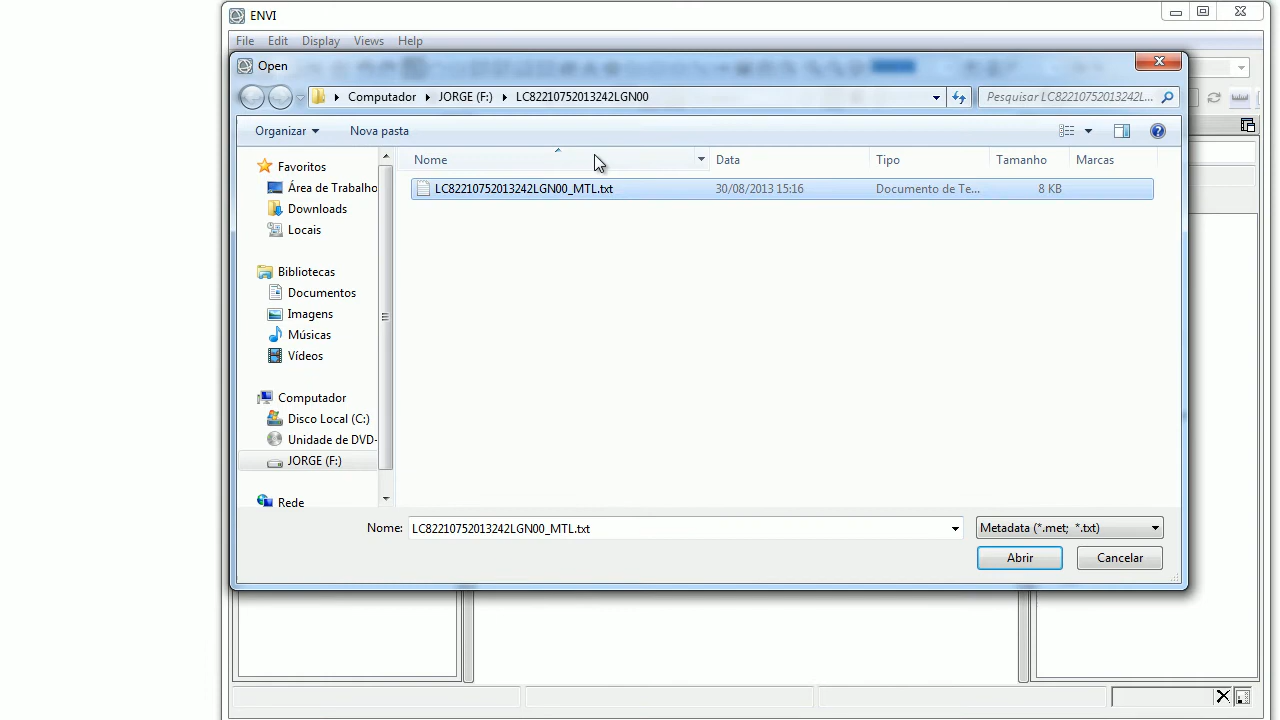 ENVI
File Edit Display Views Help
Open
Computador JORGE (F:) LC82210752013242LGN00 Pesquisar LC82210752013242L...
Organizar Nova pasta
Nome Data Tipo Tamanho Marcas
LC82210752013242LGN00_MTL.txt 30/08/2013 15:16 Documento de Te... 8 KB
Favoritos
Área de Trabalho
Downloads
Locais
Bibliotecas
Documentos
Imagens
Músicas
Vídeos
Computador
Disco Local (C:)
Unidade de DVD-
JORGE (F:)
Rede
Nome: LC82210752013242LGN00_MTL.txt Metadata (*.met; *.txt)
Abrir Cancelar